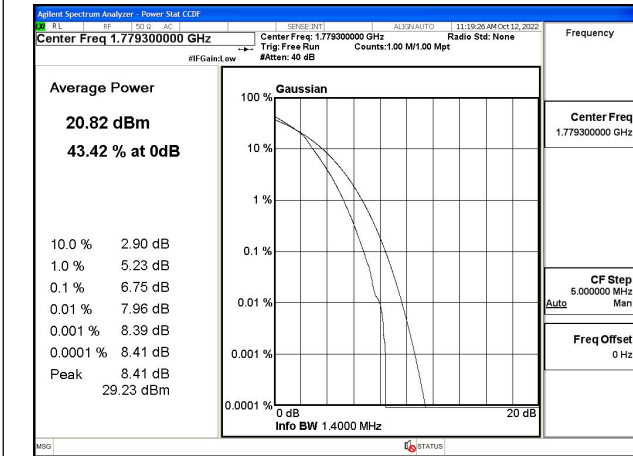 Agilent Spectrum Analyzer - Power Stat CCDF
RL RF 50 Ω AC SENSE:INT ALIGN AUTO 11:19:26 AM Oct 12, 2022
Center Freq 1.779300000 GHz
Center Freq: 1.779300000 GHz Radio Std: None
Trig: Free Run Counts:1.00 M/1.00 Mpt
#IFGain:Low #Atten: 40 dB
Frequency
Average Power
20.82 dBm
43.42 % at 0dB
10.0 % 2.90 dB
1.0 % 5.23 dB
0.1 % 6.75 dB
0.01 % 7.96 dB
0.001 % 8.39 dB
0.0001 % 8.41 dB
Peak 8.41 dB
29.23 dBm
Gaussian
100 %
10 %
1 %
0.1 %
0.01 %
0.001 %
0.0001 %
0 dB 20 dB
Info BW 1.4000 MHz
Center Freq
1.779300000 GHz
CF Step
5.000000 MHz
Auto Man
Freq Offset
0 Hz
MSG STATUS